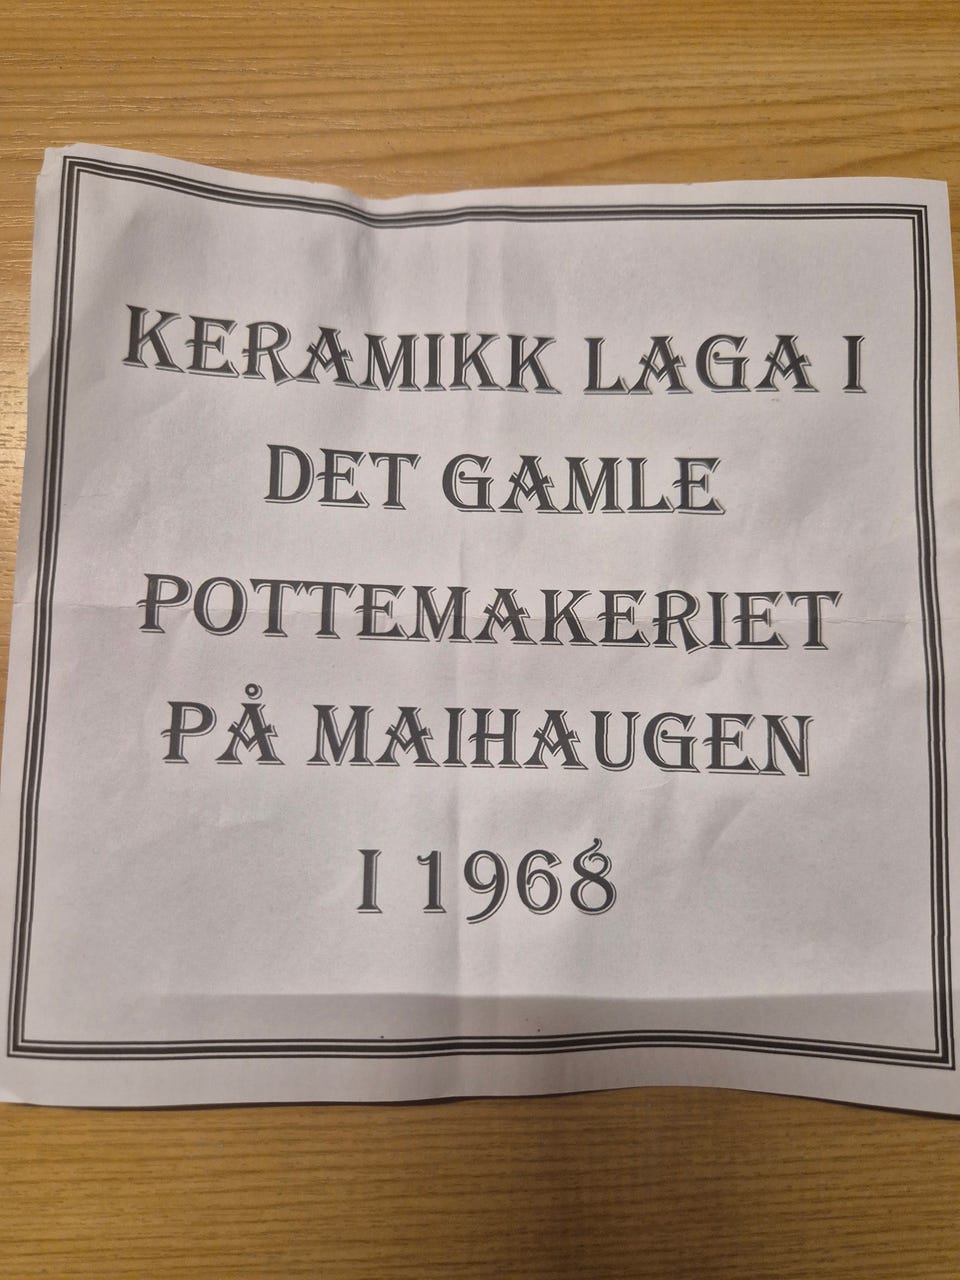 KERAMIKK LAGA I
DET GAMLE
POTTEMAKERIET
PÅ MAIHAUGEN
I 1968